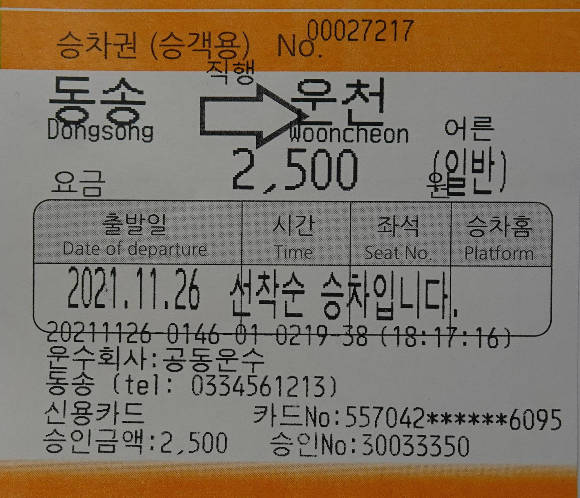 승차권 (승객용) No. 00027217
직행
동송 운천
Dongsong Wooncheon 어른
요금 2,500 원 (일반)
출발일 시간 좌석 승차홈
Date of departure Time Seat No. Platform
2021.11.26 선착순 승차입니다.
20211126-0146-01-0219-38 (18:17:16)
운수회사:공동운수
동송 (tel: 0334561213)
신용카드 카드No:557042******6095
승인금액:2,500 승인No:30033350